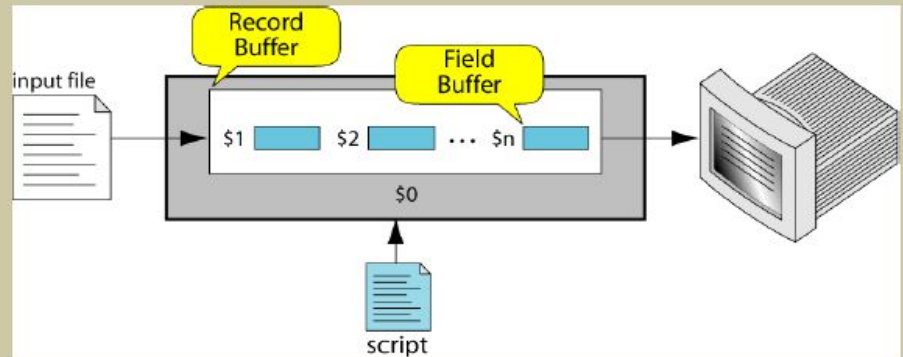 Record
Buffer
input file
Field
Buffer
$1 $2 ... $n
$0
script